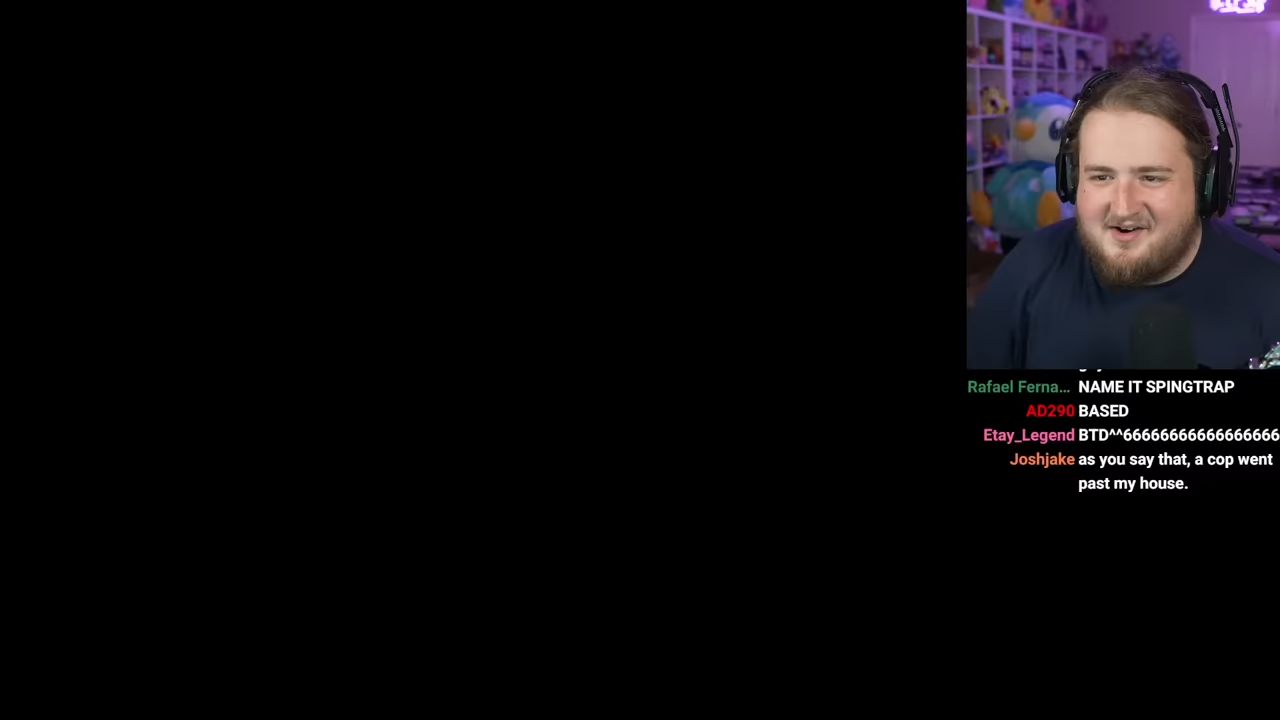 Rafael Ferna... NAME IT SPINGTRAP
AD290 BASED
Etay_Legend BTD^^66666666666666666
Joshjake as you say that, a cop went
past my house.